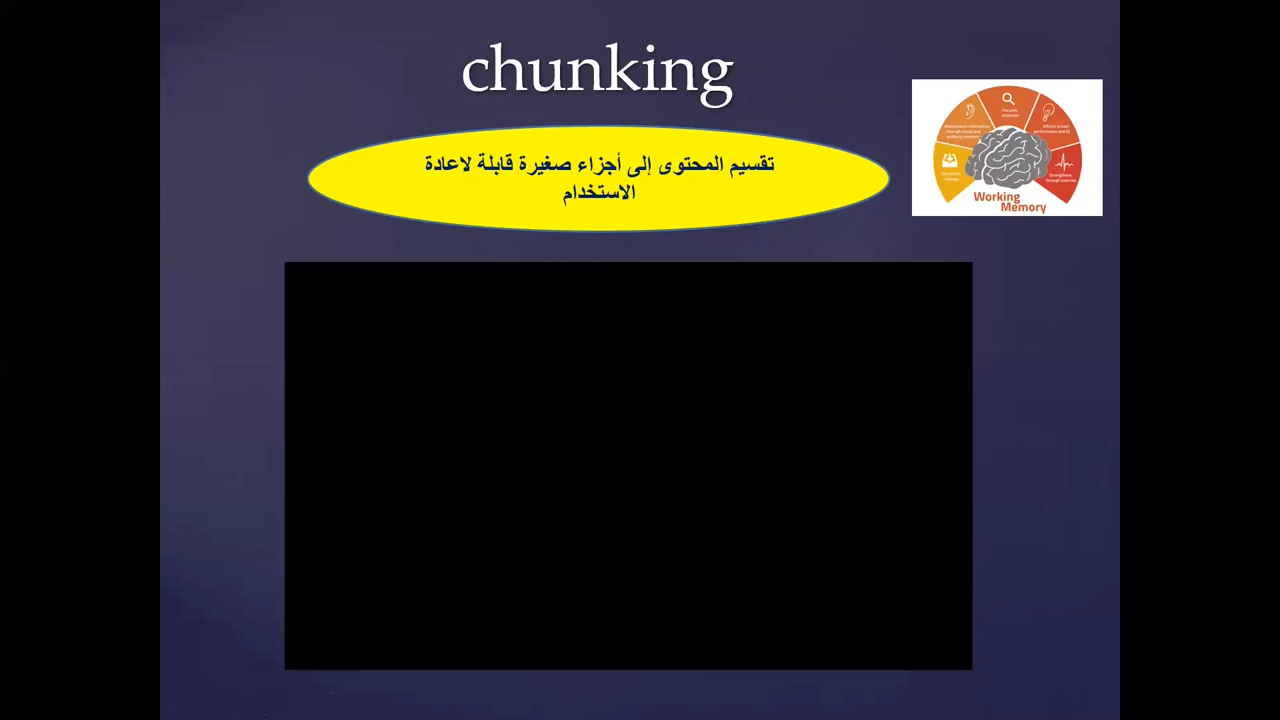 chunking
تقسيم المحتوى إلى أجزاء صغيرة قابلة لاعادة
الاستخدام
Working
Memory